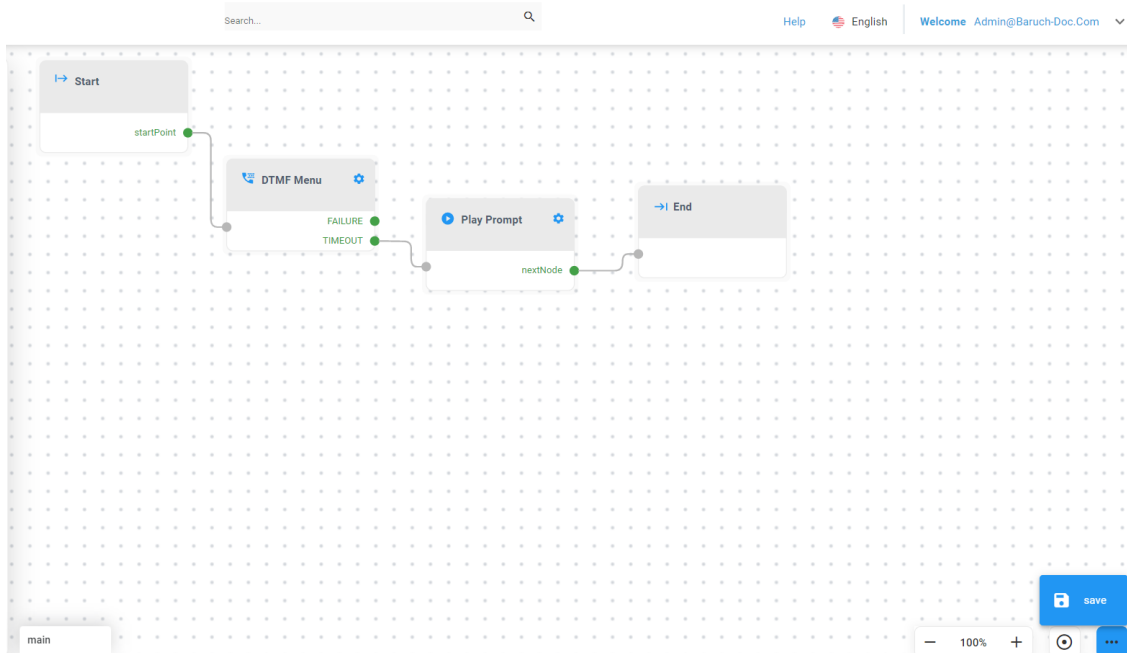 Search...
Help
English
Welcome Admin@Baruch-Doc.Com
Start
startPoint
DTMF Menu
FAILURE
TIMEOUT
Play Prompt
nextNode
End
save
main
100%